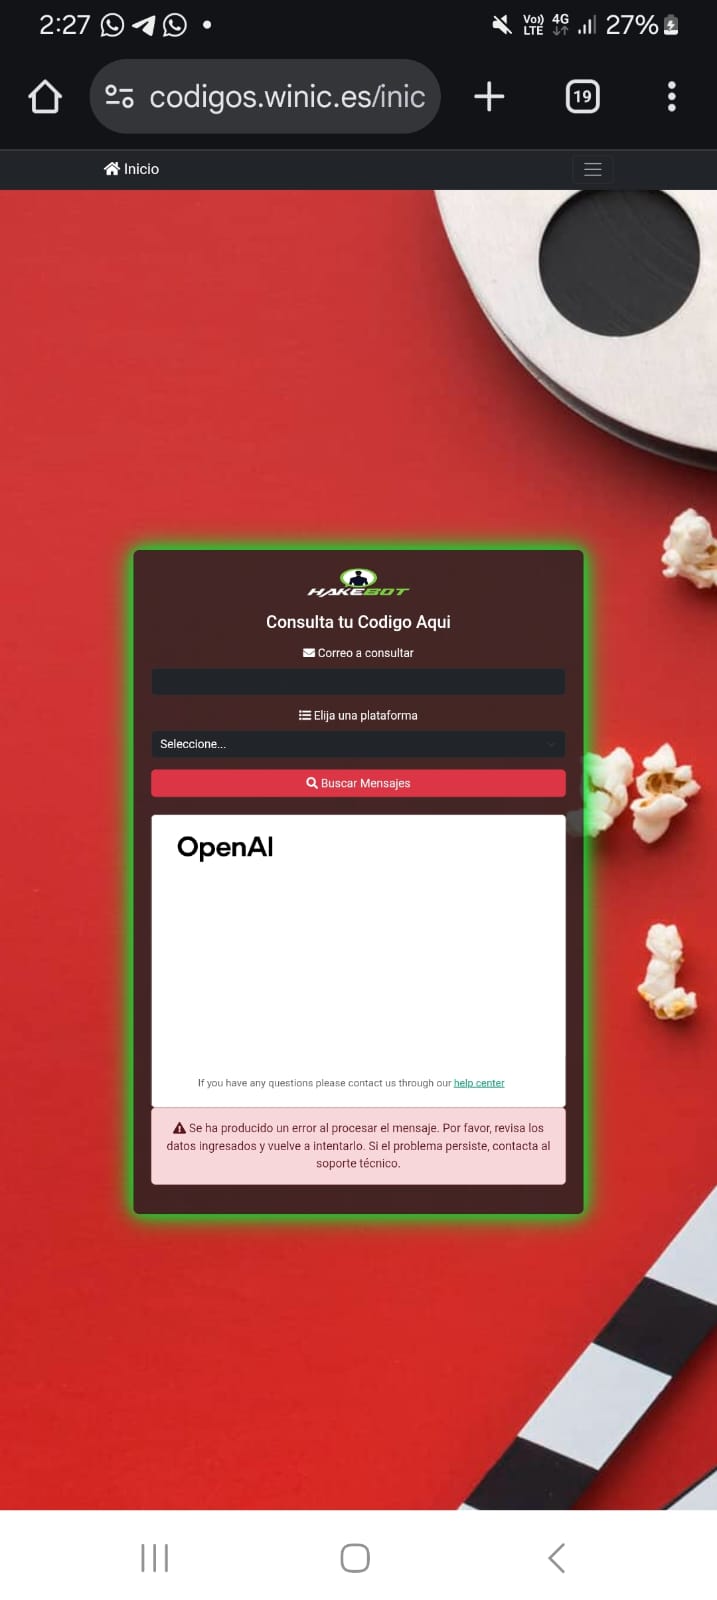 2:27
Vo)) 4G 27%
LTE
codigos.winic.es/inic
19
Inicio
HAKEBOT
Consulta tu Codigo Aqui
Correo a consultar
Elija una plataforma
Seleccione...
Buscar Mensajes
OpenAI
If you have any questions please contact us through our help center
Se ha producido un error al procesar el mensaje. Por favor, revisa los
datos ingresados y vuelve a intentarlo. Si el problema persiste, contacta al
soporte técnico.